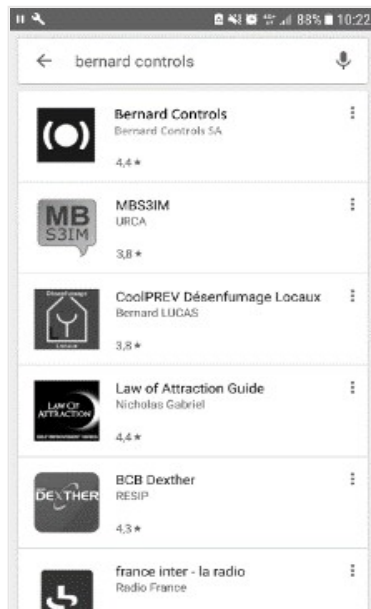 88% 10:22
bernard controls
Bernard Controls
Bernard Controls SA
4,4 ★
MB
S3IM
MBS3IM
URCA
3,8 ★
Désenfumage
Locaux
CoolPREV Désenfumage Locaux
Bernard LUCAS
3,8 ★
LAW OF
ATTRACTION
Law of Attraction Guide
Nicholas Gabriel
4,4 ★
DEXTHER
BCB Dexther
RESIP
4,3 ★
france inter - la radio
Radio France